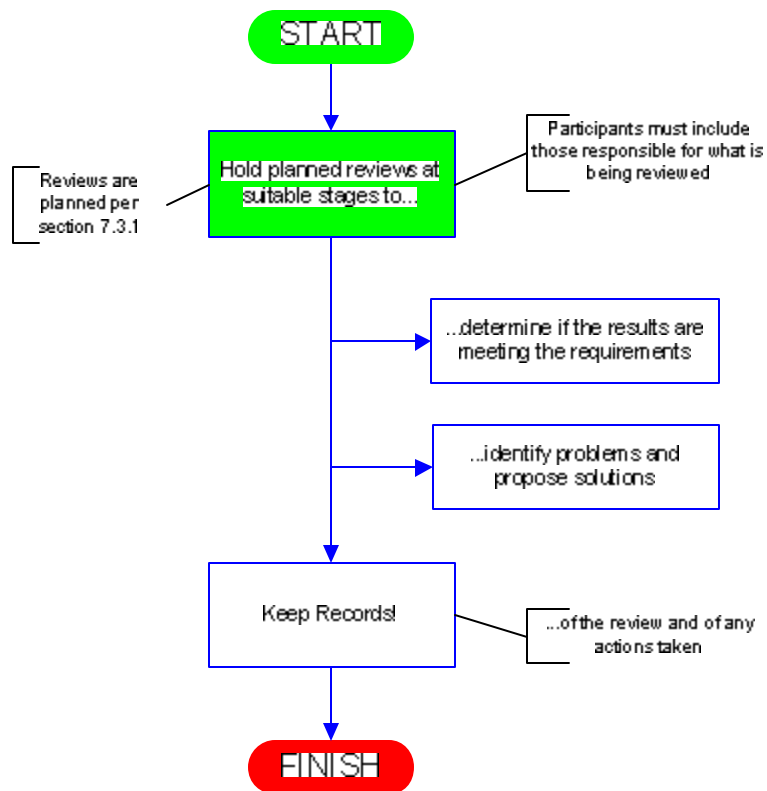 START
Hold planned reviews at
suitable stages to...
Participants must include
those responsible for what is
being reviewed
Reviews are
planned per
section 7.3.1
...determine if the results are
meeting the requirements
...identify problems and
propose solutions
Keep Records!
...of the review and of any
actions taken
FINISH